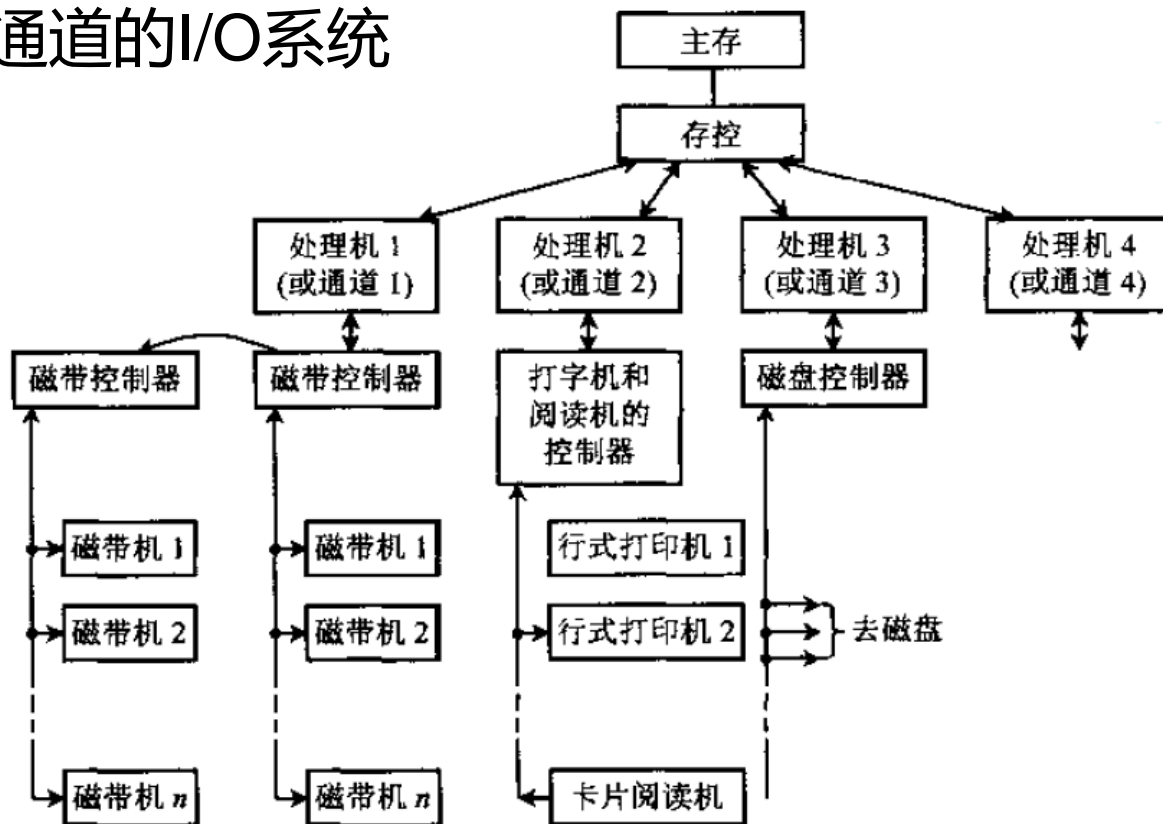 通道的I/O系统
主存
存控
处理机 1
(或通道 1)
处理机 2
(或通道 2)
处理机 3
(或通道 3)
处理机 4
(或通道 4)
磁带控制器
磁带控制器
打字机和
阅读机的
控制器
磁盘控制器
磁带机 1
磁带机 1
行式打印机 1
磁带机 2
磁带机 2
行式打印机 2
去磁盘
磁带机 n
磁带机 n
卡片阅读机